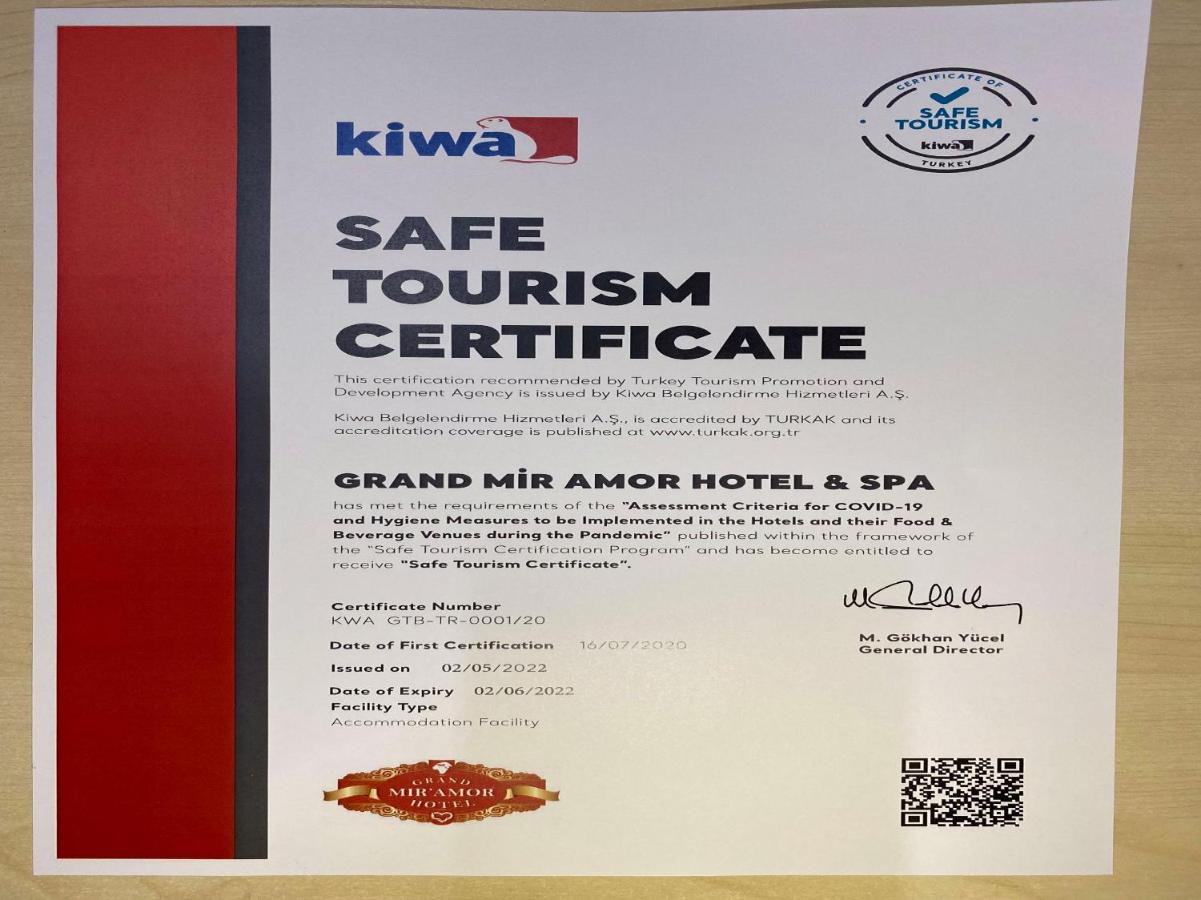 kiwa
CERTIFICATE OF
SAFE
TOURISM
kiwa
TURKEY
SAFE
TOURISM
CERTIFICATE
This certification recommended by Turkey Tourism Promotion and
Development Agency is issued by Kiwa Belgelendirme Hizmetleri A.Ş.
Kiwa Belgelendirme Hizmetleri A.Ş., is accredited by TURKAK and its
accreditation coverage is published at www.turkak.org.tr
GRAND MİR AMOR HOTEL & SPA
has met the requirements of the "Assessment Criteria for COVID-19
and Hygiene Measures to be Implemented in the Hotels and their Food &
Beverage Venues during the Pandemic" published within the framework of
the "Safe Tourism Certification Program" and has become entitled to
receive "Safe Tourism Certificate".
Certificate Number
KWA GTB-TR-0001/20
Date of First Certification 16/07/2020
Issued on 02/05/2022
Date of Expiry 02/06/2022
Facility Type
Accommodation Facility
M. Gökhan Yücel
General Director
GRAND
MIR'AMOR
HOTEL